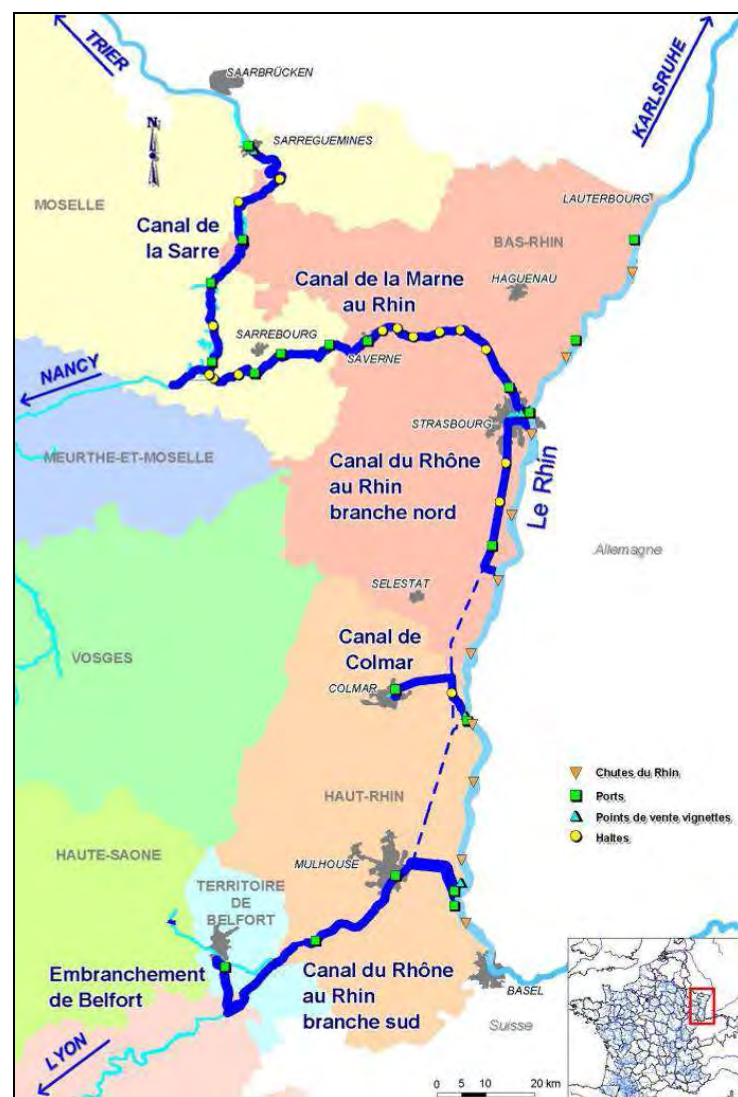 TRIER
KARLSRUHE
SAARBRÜCKEN
N
SARREGUEMINES
MOSELLE
LAUTERBOURG
Canal de
la Sarre
BAS-RHIN
Canal de la Marne
au Rhin
HAGUENAU
SARREBOURG
SAVERNE
NANCY
STRASBOURG
MEURTHE-ET-MOSELLE
Canal du Rhône
au Rhin
branche nord
Le Rhin
Allemagne
SELESTAT
Canal de
Colmar
VOSGES
COLMAR
Chutes du Rhin
Ports
Points de vente vignettes
Haltes
HAUT-RHIN
HAUTE-SAONE
MULHOUSE
TERRITOIRE
DE
BELFORT
Embranchement
de Belfort
Canal du Rhône
au Rhin
branche sud
BASEL
Suisse
LYON
0 5 10 20 km